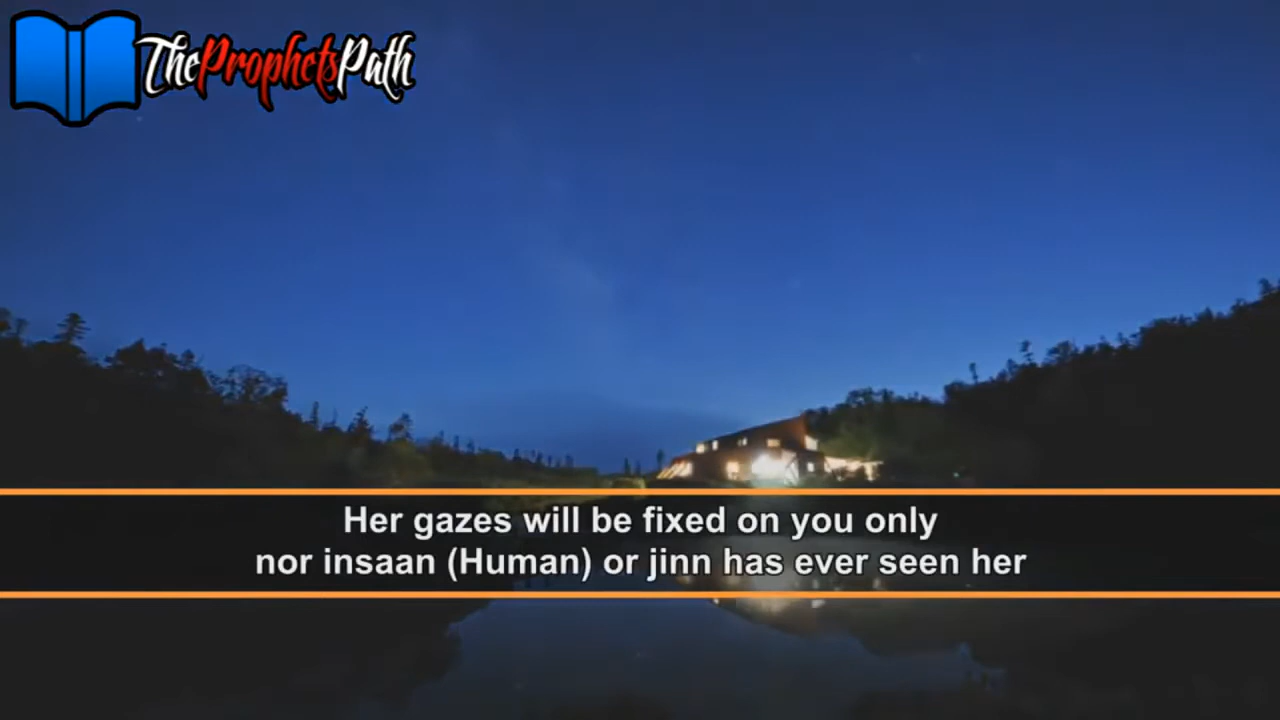 TheProphetsPath
Her gazes will be fixed on you only
nor insaan (Human) or jinn has ever seen her